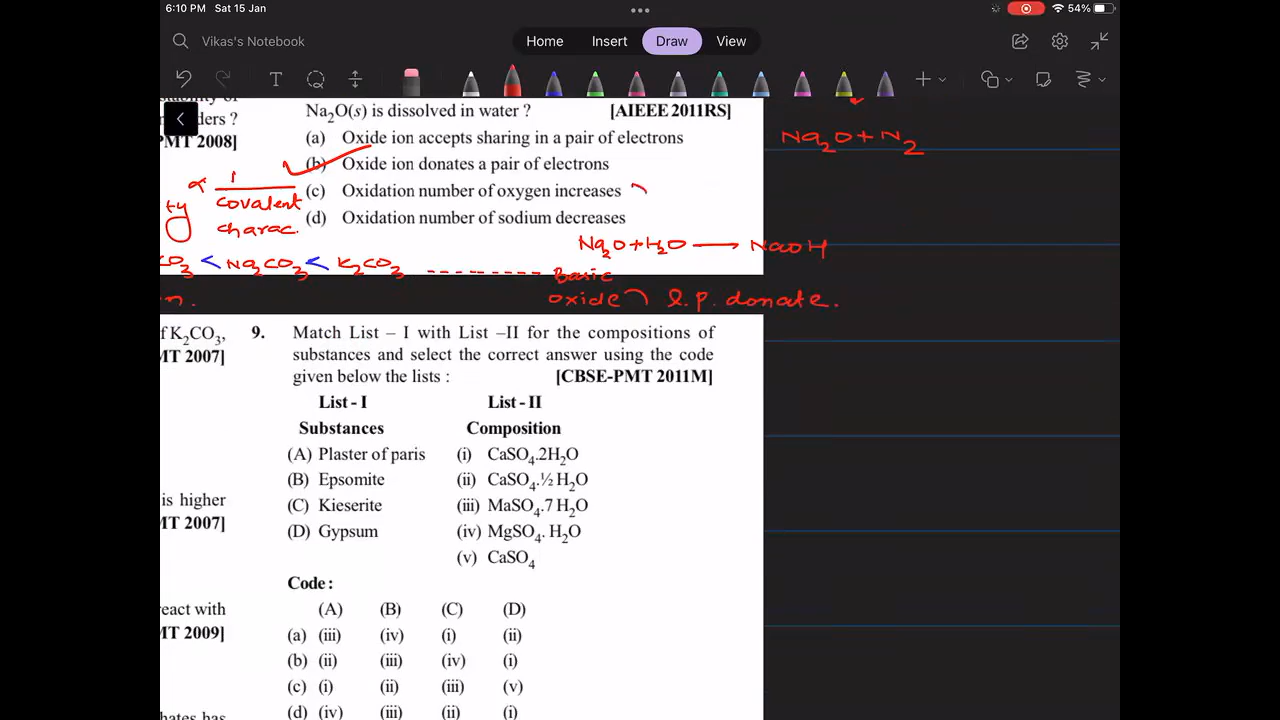 6:10 PM Sat 15 Jan
54%
Vikas's Notebook
Home Insert Draw View
ders ?
PMT 2008]
Na2O(s) is dissolved in water ? [AIEEE 2011RS]
(a) Oxide ion accepts sharing in a pair of electrons
(b) Oxide ion donates a pair of electrons
(c) Oxidation number of oxygen increases
(d) Oxidation number of sodium decreases
Na2O + N2
ty ∝ 1
covalent
charac.
Na2O + H2O → NaOH
CO3 < Na2CO3 < K2CO3 --------- Basic
oxide l.p. donate.
n.
f K2CO3,
MT 2007]
9. Match List – I with List –II for the compositions of
substances and select the correct answer using the code
given below the lists : [CBSE-PMT 2011M]
List - I List - II
Substances Composition
(A) Plaster of paris (i) CaSO4.2H2O
(B) Epsomite (ii) CaSO4.½ H2O
(C) Kieserite (iii) MaSO4.7 H2O
(D) Gypsum (iv) MgSO4. H2O
(v) CaSO4
is higher
MT 2007]
Code :
(A) (B) (C) (D)
(a) (iii) (iv) (i) (ii)
(b) (ii) (iii) (iv) (i)
(c) (i) (ii) (iii) (v)
(d) (iv) (iii) (ii) (i)
react with
MT 2009]
hates has